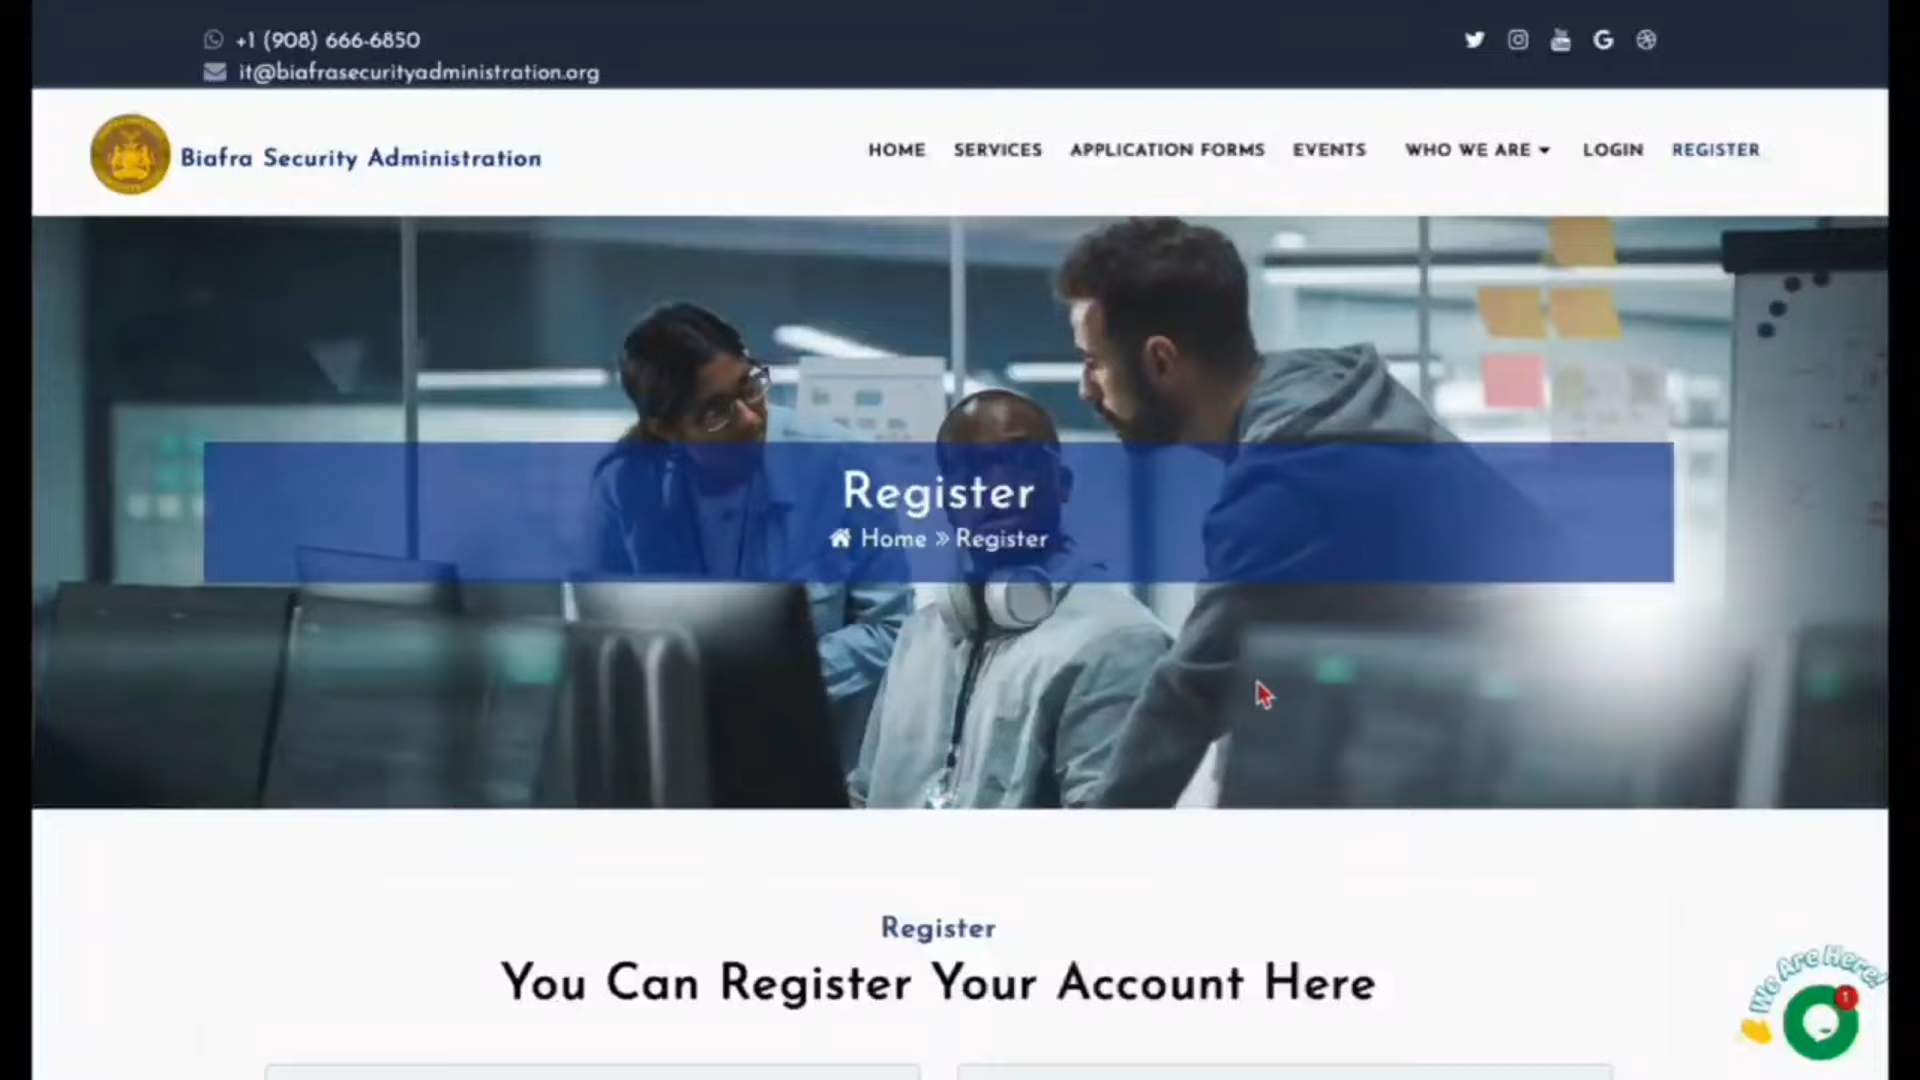 +1 (908) 666-6850
it@biafrasecurityadministration.org
Biafra Security Administration
HOME SERVICES APPLICATION FORMS EVENTS WHO WE ARE LOGIN REGISTER
Register
Home » Register
Register
You Can Register Your Account Here
We Are Here!
1